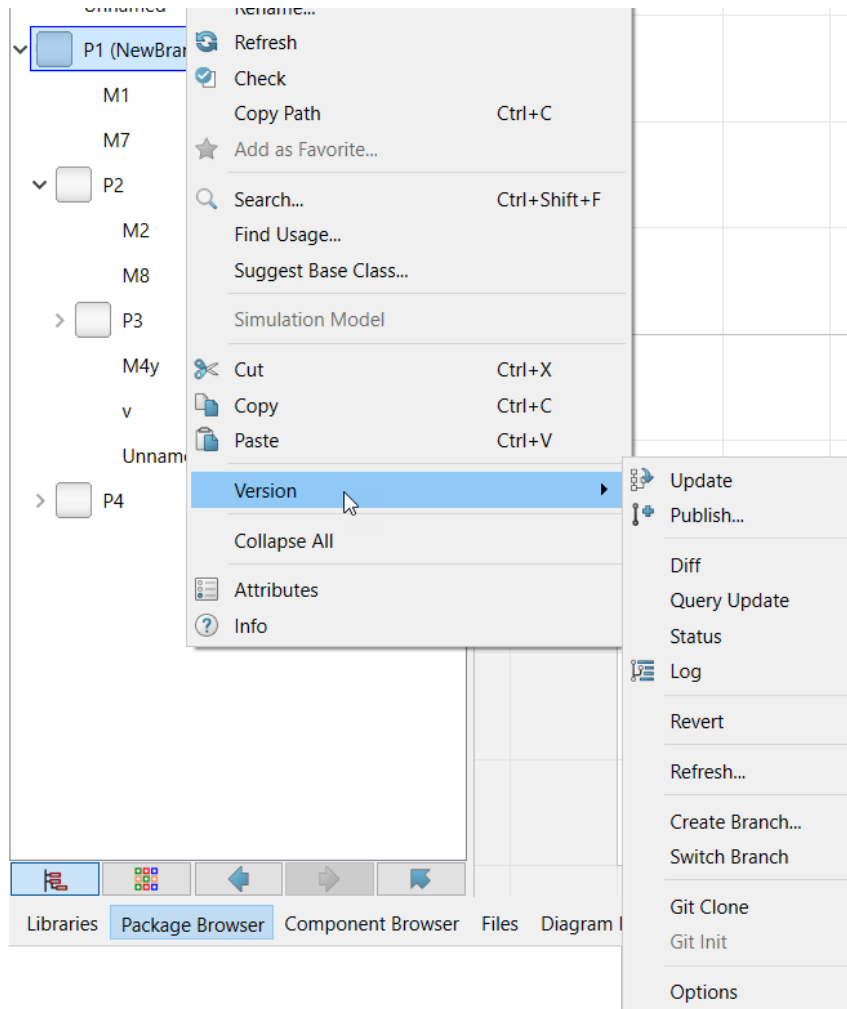 Unnamed
Rename...
P1 (NewBran
Refresh
M1
Check
M7
Copy Path Ctrl+C
Add as Favorite...
P2
Search... Ctrl+Shift+F
M2
Find Usage...
M8
Suggest Base Class...
P3
Simulation Model
M4y
Cut Ctrl+X
v
Copy Ctrl+C
Unname
Paste Ctrl+V
P4
Version
Collapse All
Attributes
Info
Update
Publish...
Diff
Query Update
Status
Log
Revert
Refresh...
Create Branch...
Switch Branch
Git Clone
Git Init
Options
Libraries Package Browser Component Browser Files Diagram